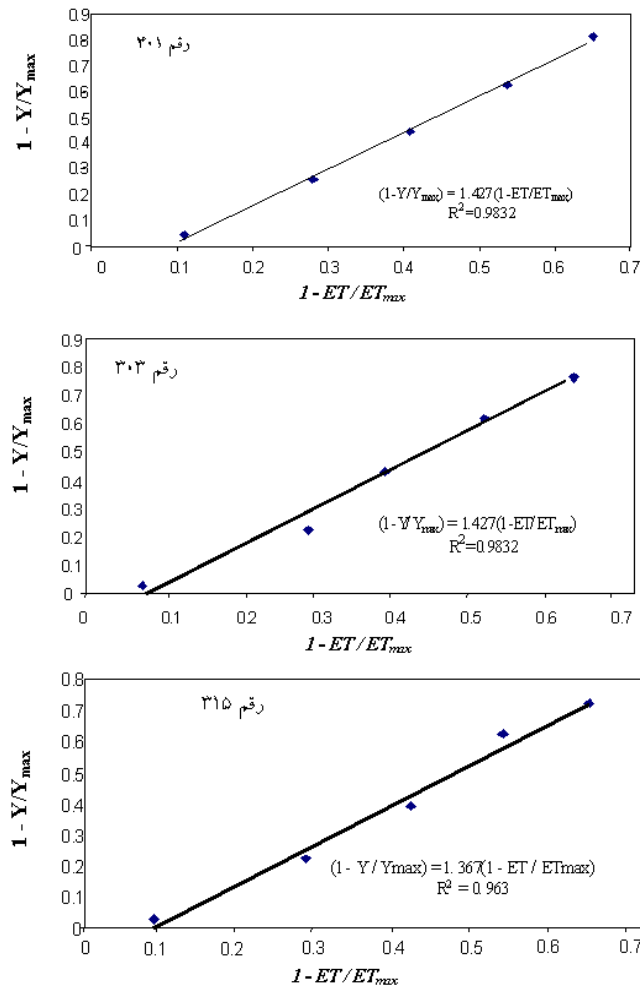 رقم ۴۰۱
1 - Y/Ymax
0.9
0.8
0.7
0.6
0.5
0.4
0.3
0.2
0.1
0
(1-Y/Ymax) = 1.427(1-ET/ETmax)
R²=0.9832
0 0.1 0.2 0.3 0.4 0.5 0.6 0.7
1 - ET / ETmax
رقم ۳۰۳
1 - Y/Ymax
0.9
0.8
0.7
0.6
0.5
0.4
0.3
0.2
0.1
0
(1-Y/Ymax) = 1.427(1-ET/ETmax)
R²=0.9832
0 0.1 0.2 0.3 0.4 0.5 0.6 0.7
1 - ET / ETmax
رقم ۳۱۵
1 - Y/Ymax
0.8
0.7
0.6
0.5
0.4
0.3
0.2
0.1
0
(1 - Y / Ymax) = 1.367(1 - ET / ETmax)
R² = 0.963
0 0.1 0.2 0.3 0.4 0.5 0.6 0.7
1 - ET / ETmax